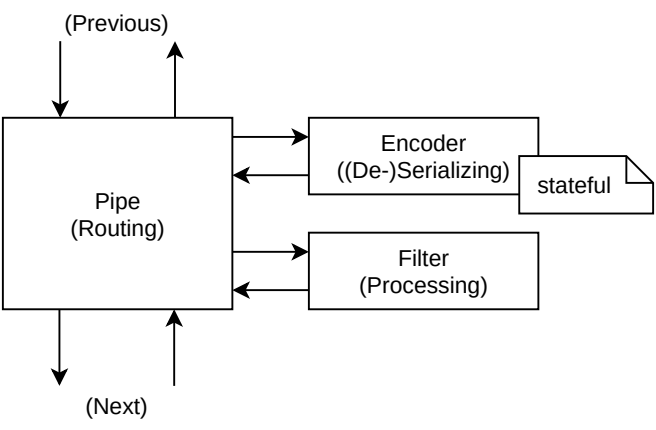 (Previous)
Encoder
((De-)Serializing)
stateful
Pipe
(Routing)
Filter
(Processing)
(Next)